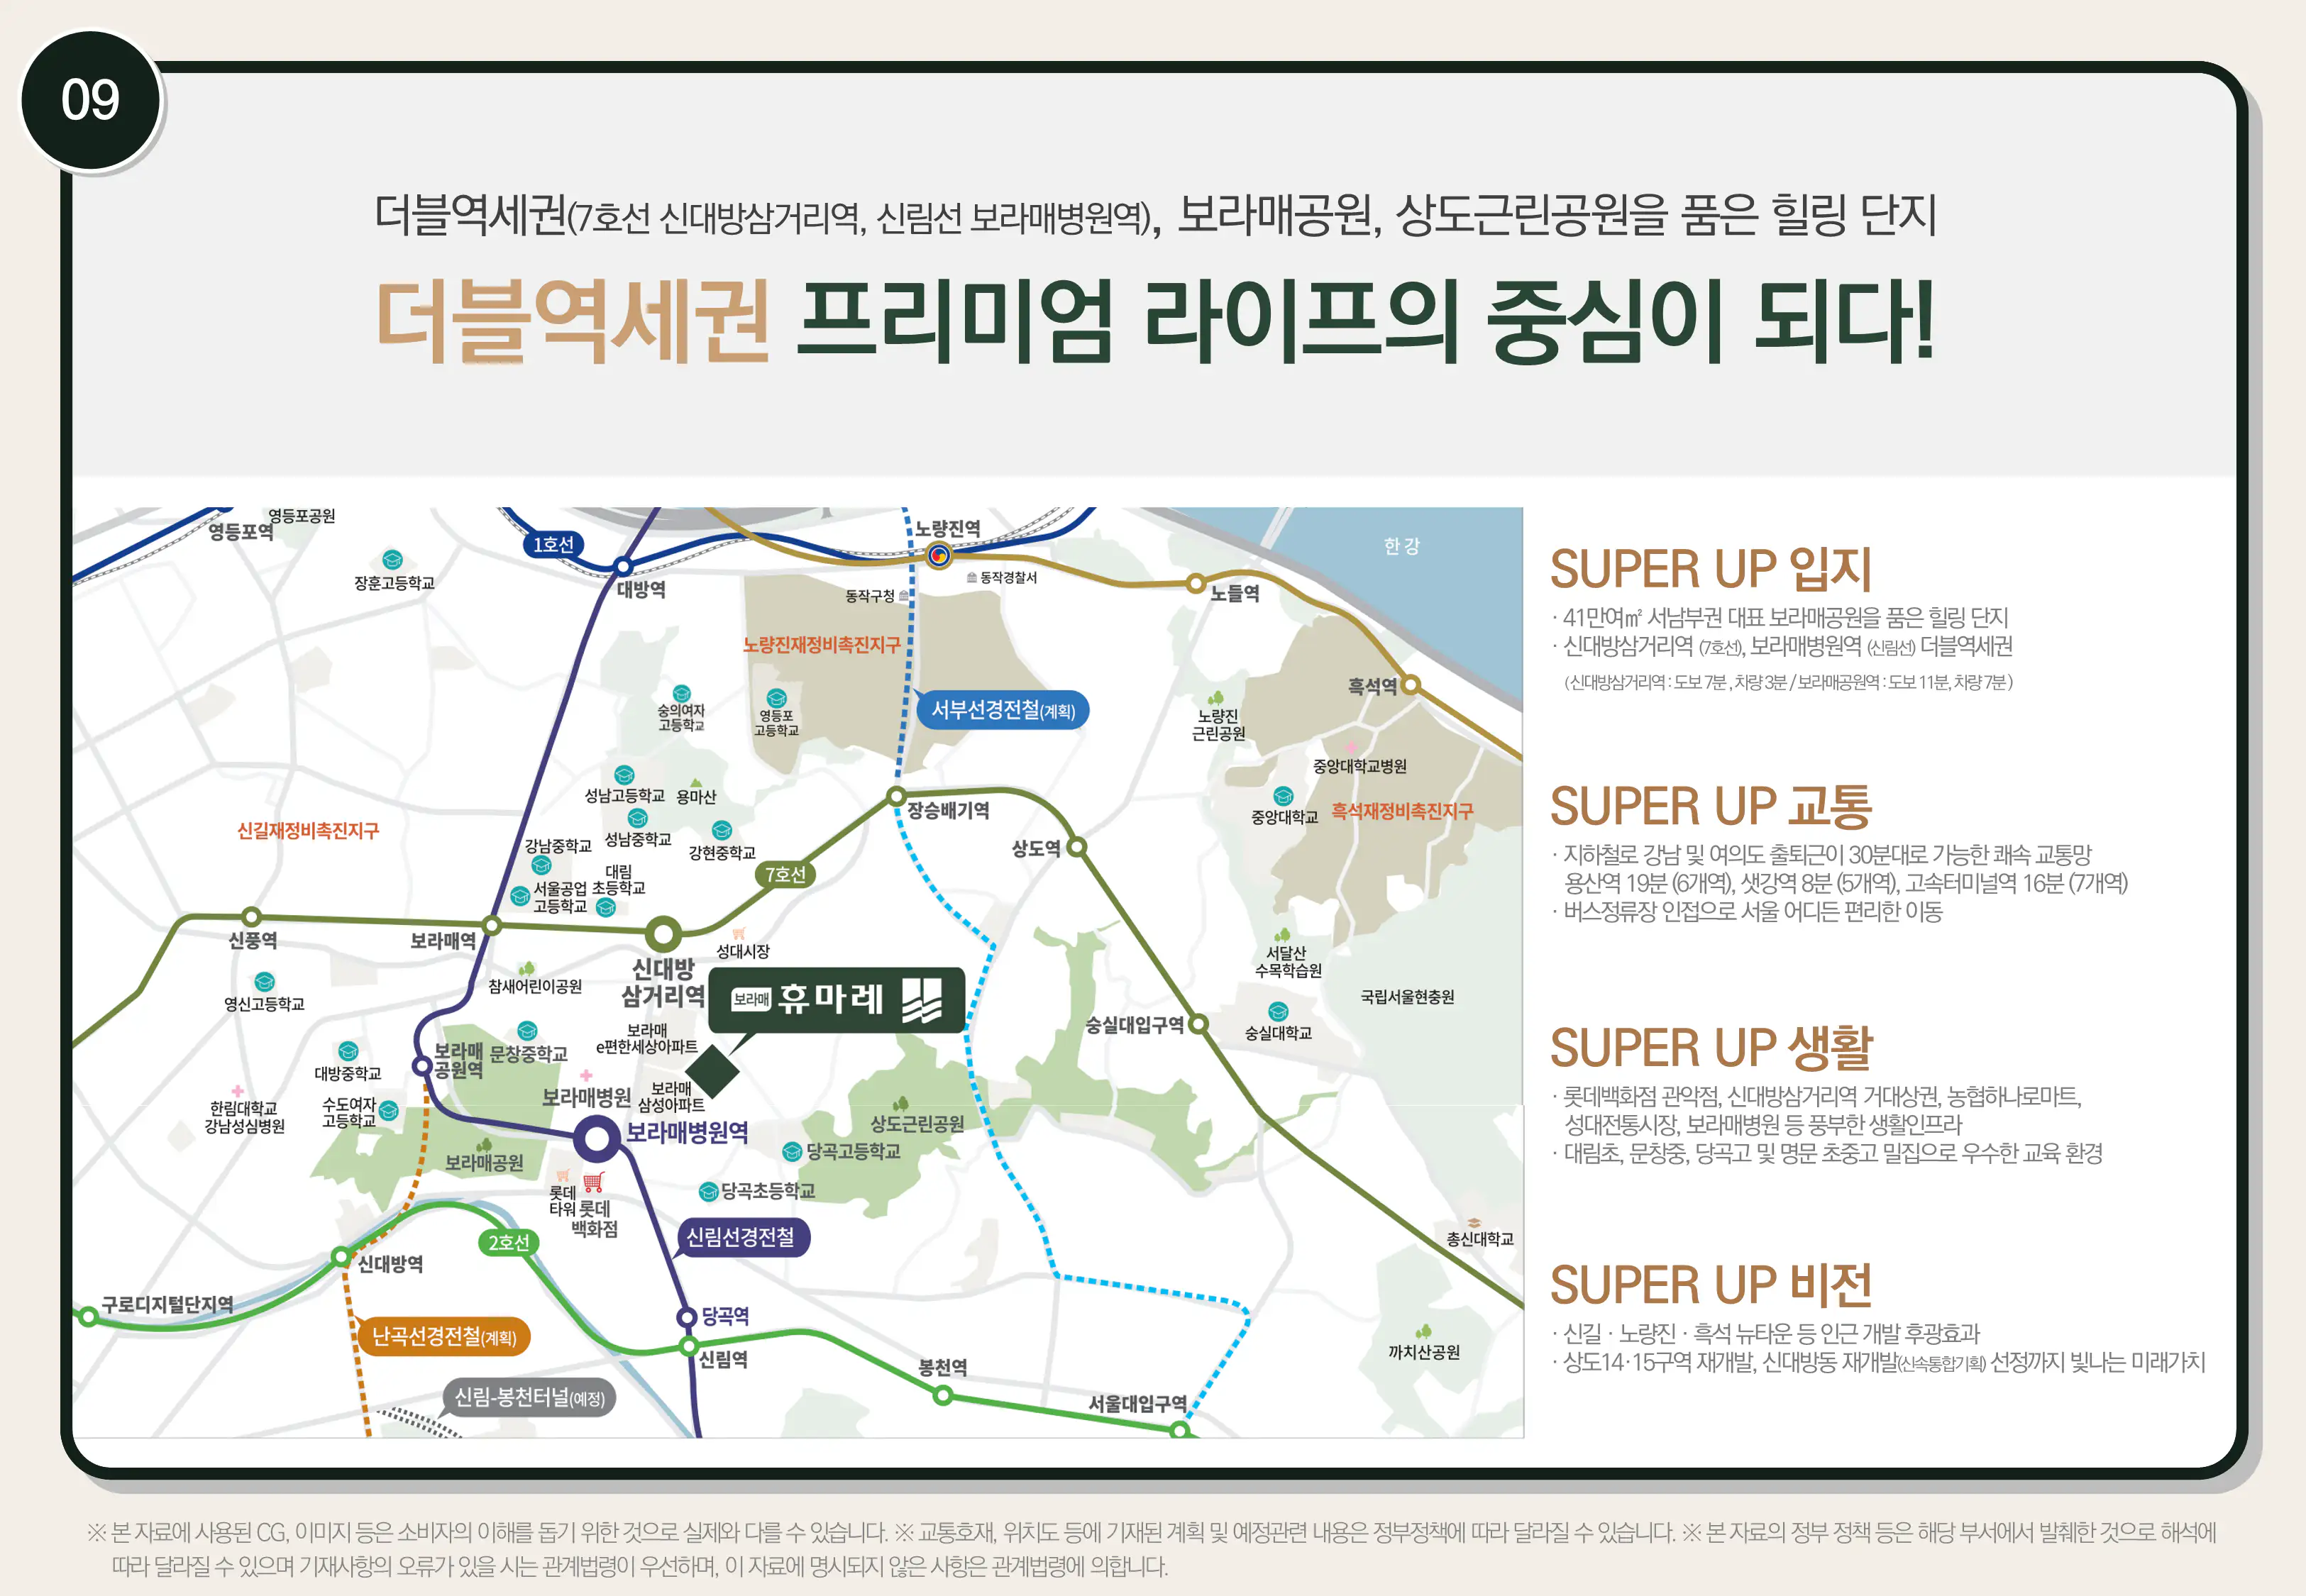 09
더블역세권(7호선 신대방삼거리역, 신림선 보라매병원역), 보라매공원, 상도근린공원을 품은 힐링 단지
더블역세권 프리미엄 라이프의 중심이 되다!
영등포공원
영등포역
장훈고등학교
1호선
대방역
노량진역
동작경찰서
동작구청
노들역
한강
노량진재정비촉진지구
흑석역
숭의여자
고등학교
영등포
고등학교
서부선경전철(계획)
노량진
근린공원
중앙대학교병원
성남고등학교
용마산
장승배기역
중앙대학교
흑석재정비촉진지구
신길재정비촉진지구
강남중학교
성남중학교
강현중학교
상도역
7호선
서울공업
고등학교
대림
초등학교
신풍역
보라매역
성대시장
신대방
삼거리역
참새어린이공원
서달산
수목학습원
국립서울현충원
영신고등학교
보라매 휴마레
보라매
e편한세상아파트
숭실대입구역
숭실대학교
보라매
공원역
문창중학교
대방중학교
보라매병원
보라매
삼성아파트
한림대학교
강남성심병원
수도여자
고등학교
보라매병원역
상도근린공원
보라매공원
당곡고등학교
롯데
타워
롯데
백화점
당곡초등학교
신림선경전철
2호선
신대방역
총신대학교
구로디지털단지역
당곡역
난곡선경전철(계획)
신림역
봉천역
까치산공원
신림-봉천터널(예정)
서울대입구역
SUPER UP 입지
· 41만여㎡ 서남부권 대표 보라매공원을 품은 힐링 단지
· 신대방삼거리역 (7호선), 보라매병원역 (신림선) 더블역세권
(신대방삼거리역 : 도보 7분 , 차량 3분 / 보라매공원역 : 도보 11분, 차량 7분 )
SUPER UP 교통
· 지하철로 강남 및 여의도 출퇴근이 30분대로 가능한 쾌속 교통망
용산역 19분 (6개역), 샛강역 8분 (5개역), 고속터미널역 16분 (7개역)
· 버스정류장 인접으로 서울 어디든 편리한 이동
SUPER UP 생활
· 롯데백화점 관악점, 신대방삼거리역 거대상권, 농협하나로마트,
성대전통시장, 보라매병원 등 풍부한 생활인프라
· 대림초, 문창중, 당곡고 및 명문 초중고 밀집으로 우수한 교육 환경
SUPER UP 비전
· 신길 · 노량진 · 흑석 뉴타운 등 인근 개발 후광효과
· 상도14·15구역 재개발, 신대방동 재개발(신속통합기획) 선정까지 빛나는 미래가치
※ 본 자료에 사용된 CG, 이미지 등은 소비자의 이해를 돕기 위한 것으로 실제와 다를 수 있습니다. ※ 교통호재, 위치도 등에 기재된 계획 및 예정관련 내용은 정부정책에 따라 달라질 수 있습니다. ※ 본 자료의 정부 정책 등은 해당 부서에서 발췌한 것으로 해석에
따라 달라질 수 있으며 기재사항의 오류가 있을 시는 관계법령이 우선하며, 이 자료에 명시되지 않은 사항은 관계법령에 의합니다.